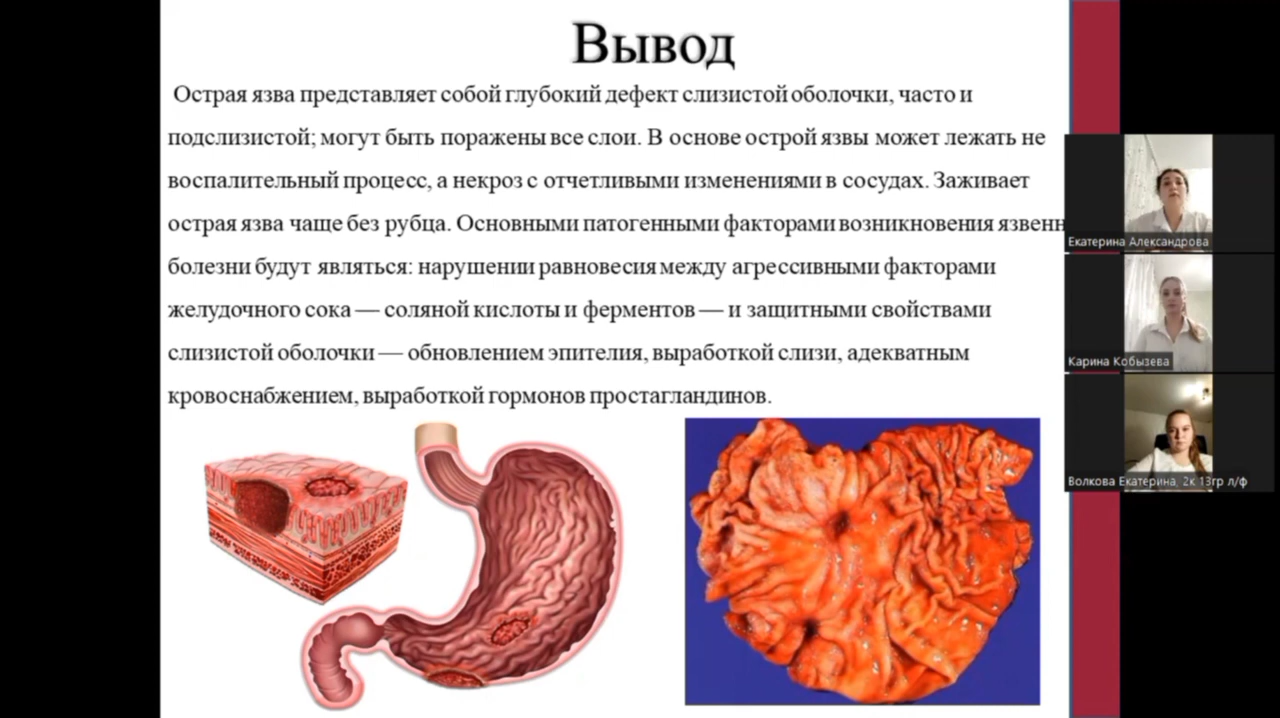 Вывод
Острая язва представляет собой глубокий дефект слизистой оболочки, часто и
подслизистой; могут быть поражены все слои. В основе острой язвы может лежать не
воспалительный процесс, а некроз с отчетливыми изменениями в сосудах. Заживает
острая язва чаще без рубца. Основными патогенными факторами возникновения язвенн
болезни будут являться: нарушении равновесия между агрессивными факторами
желудочного сока — соляной кислоты и ферментов — и защитными свойствами
слизистой оболочки — обновлением эпителия, выработкой слизи, адекватным
кровоснабжением, выработкой гормонов простагландинов.
Екатерина Александрова
Карина Кобызева
Волкова Екатерина, 2к 13гр л/ф